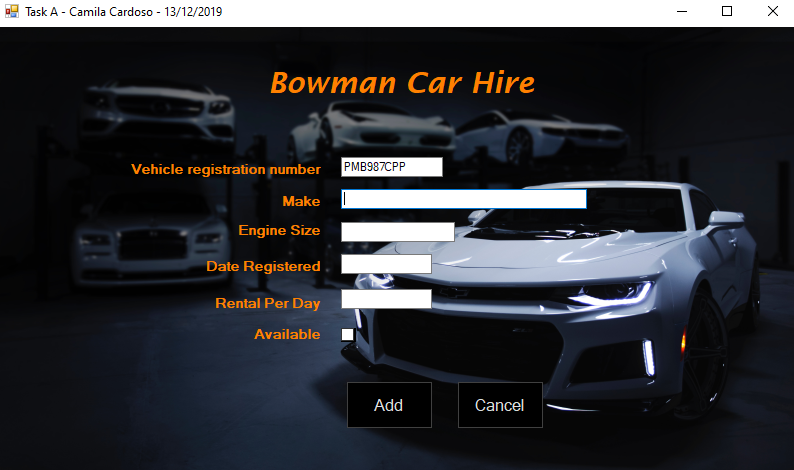 Task A - Camila Cardoso - 13/12/2019
Bowman Car Hire
Vehicle registration number PMB987CPP
Make
Engine Size
Date Registered
Rental Per Day
Available
Add Cancel